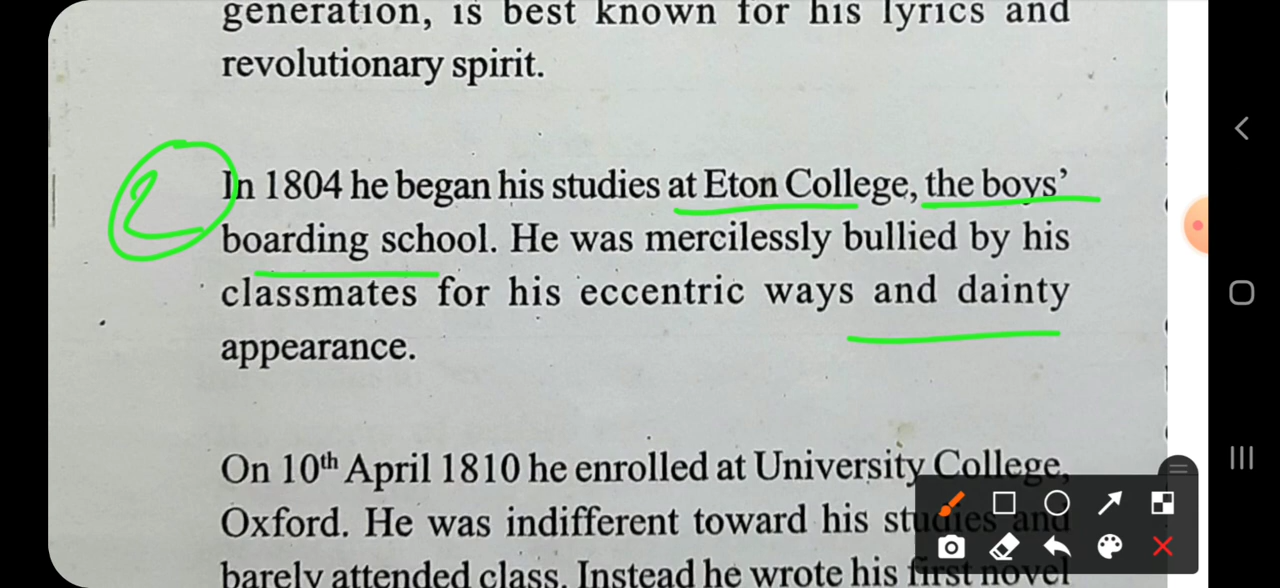 generation, is best known for his lyrics and
revolutionary spirit.
2
In 1804 he began his studies at Eton College, the boys’
boarding school. He was mercilessly bullied by his
classmates for his eccentric ways and dainty
appearance.
On 10th April 1810 he enrolled at University College,
Oxford. He was indifferent toward his studies and
barely attended class. Instead he wrote his first novel